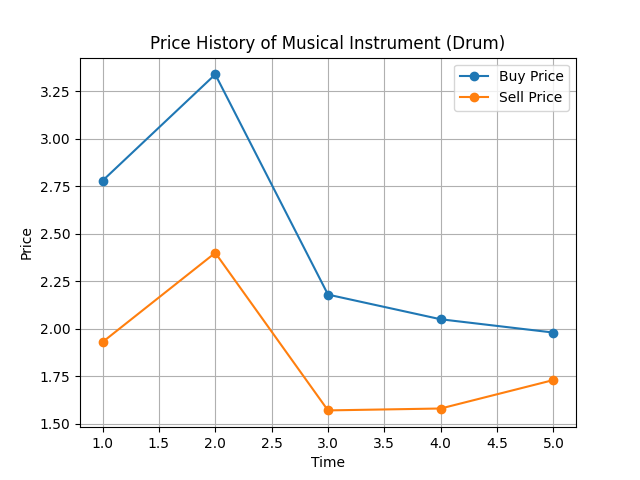 Price History of Musical Instrument (Drum)
Buy Price
Sell Price
3.25
3.00
2.75
2.50
2.25
2.00
1.75
1.50
Price
1.0 1.5 2.0 2.5 3.0 3.5 4.0 4.5 5.0
Time